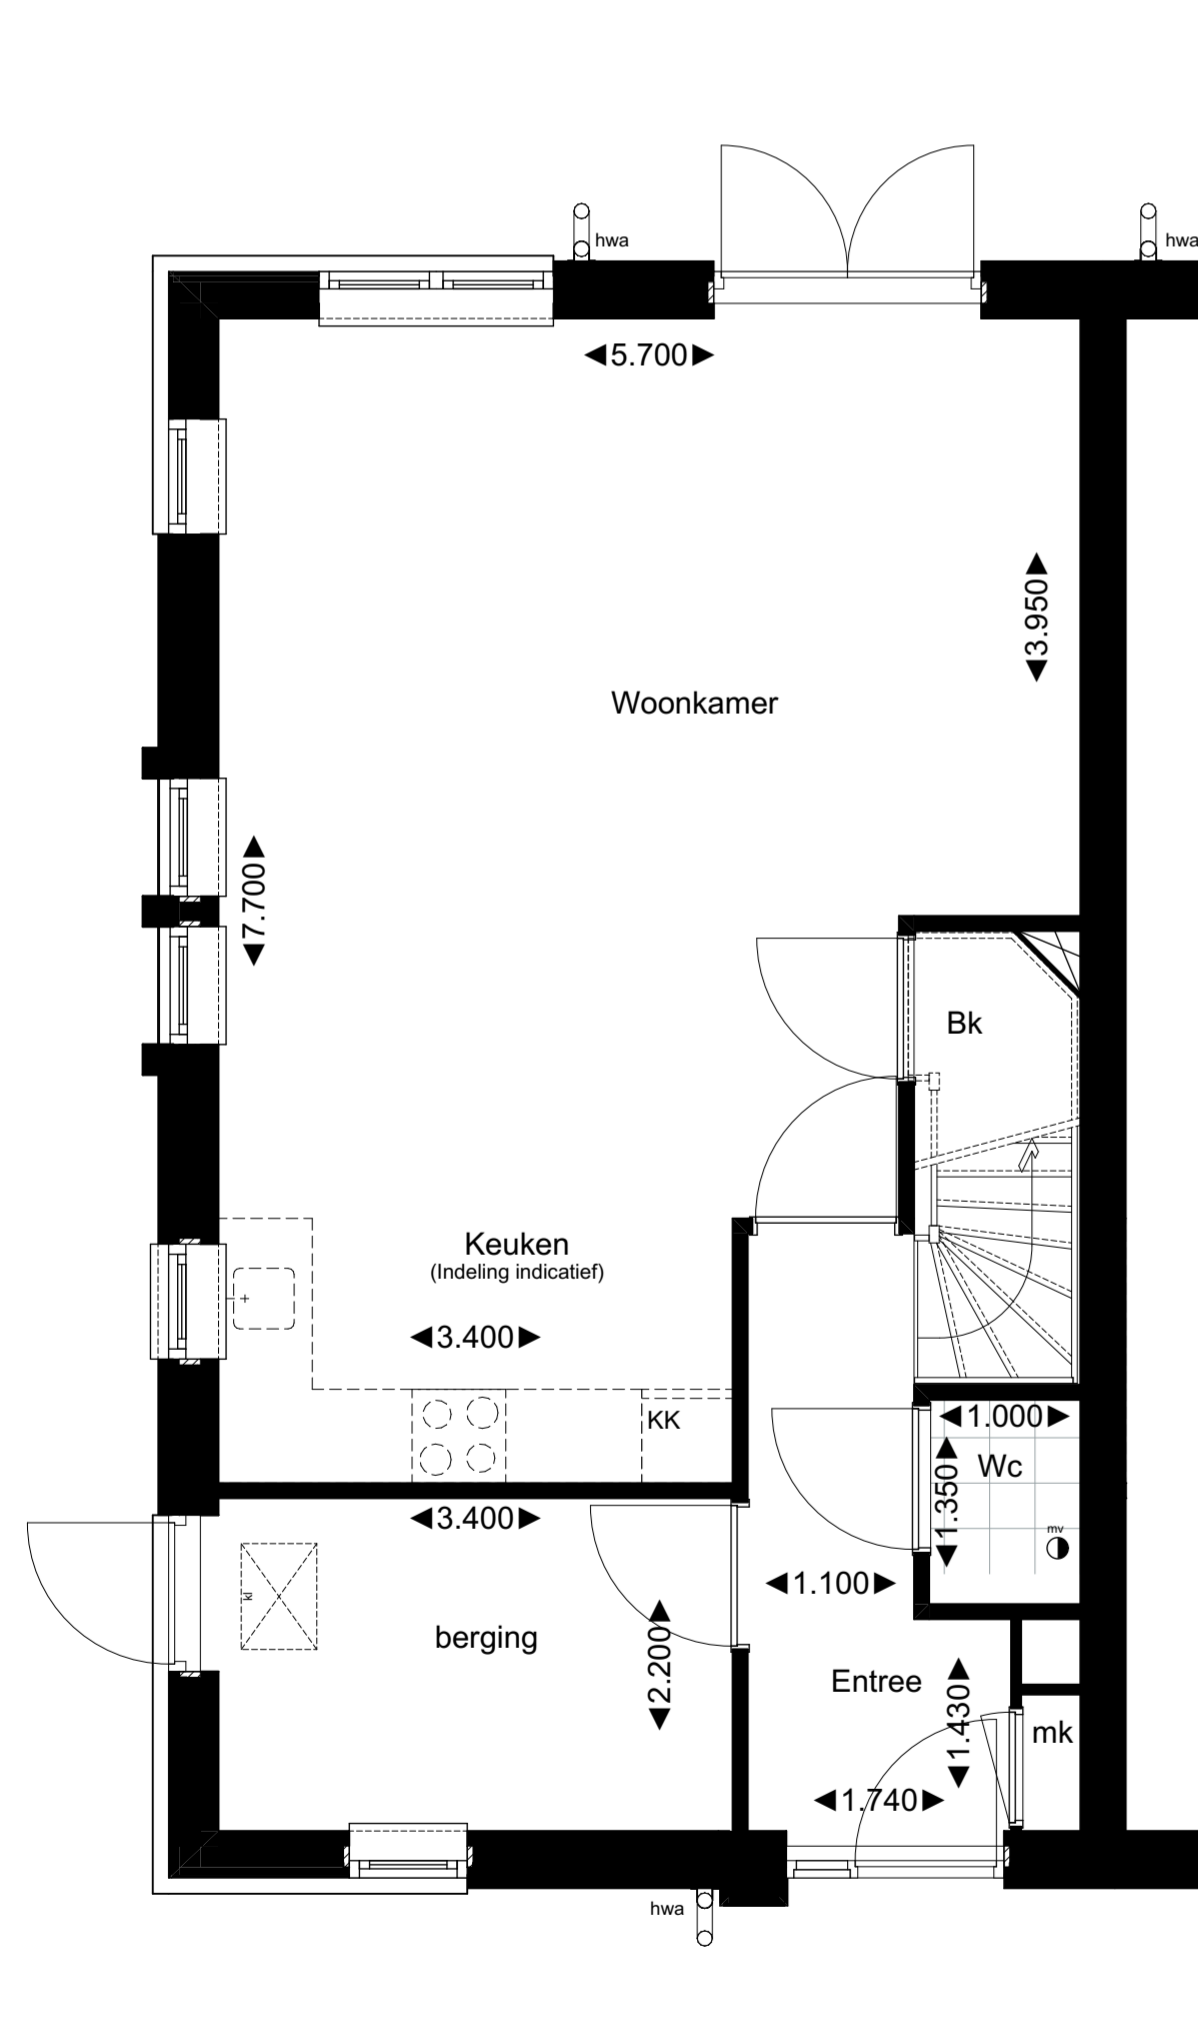 hwa
hwa
5.700
3.950
Woonkamer
7.700
Bk
Keuken
(Indeling indicatief)
3.400
KK
1.000
Wc
1.350
mv
3.400
kl
1.100
berging
2.200
Entree
1.430
mk
1.740
hwa